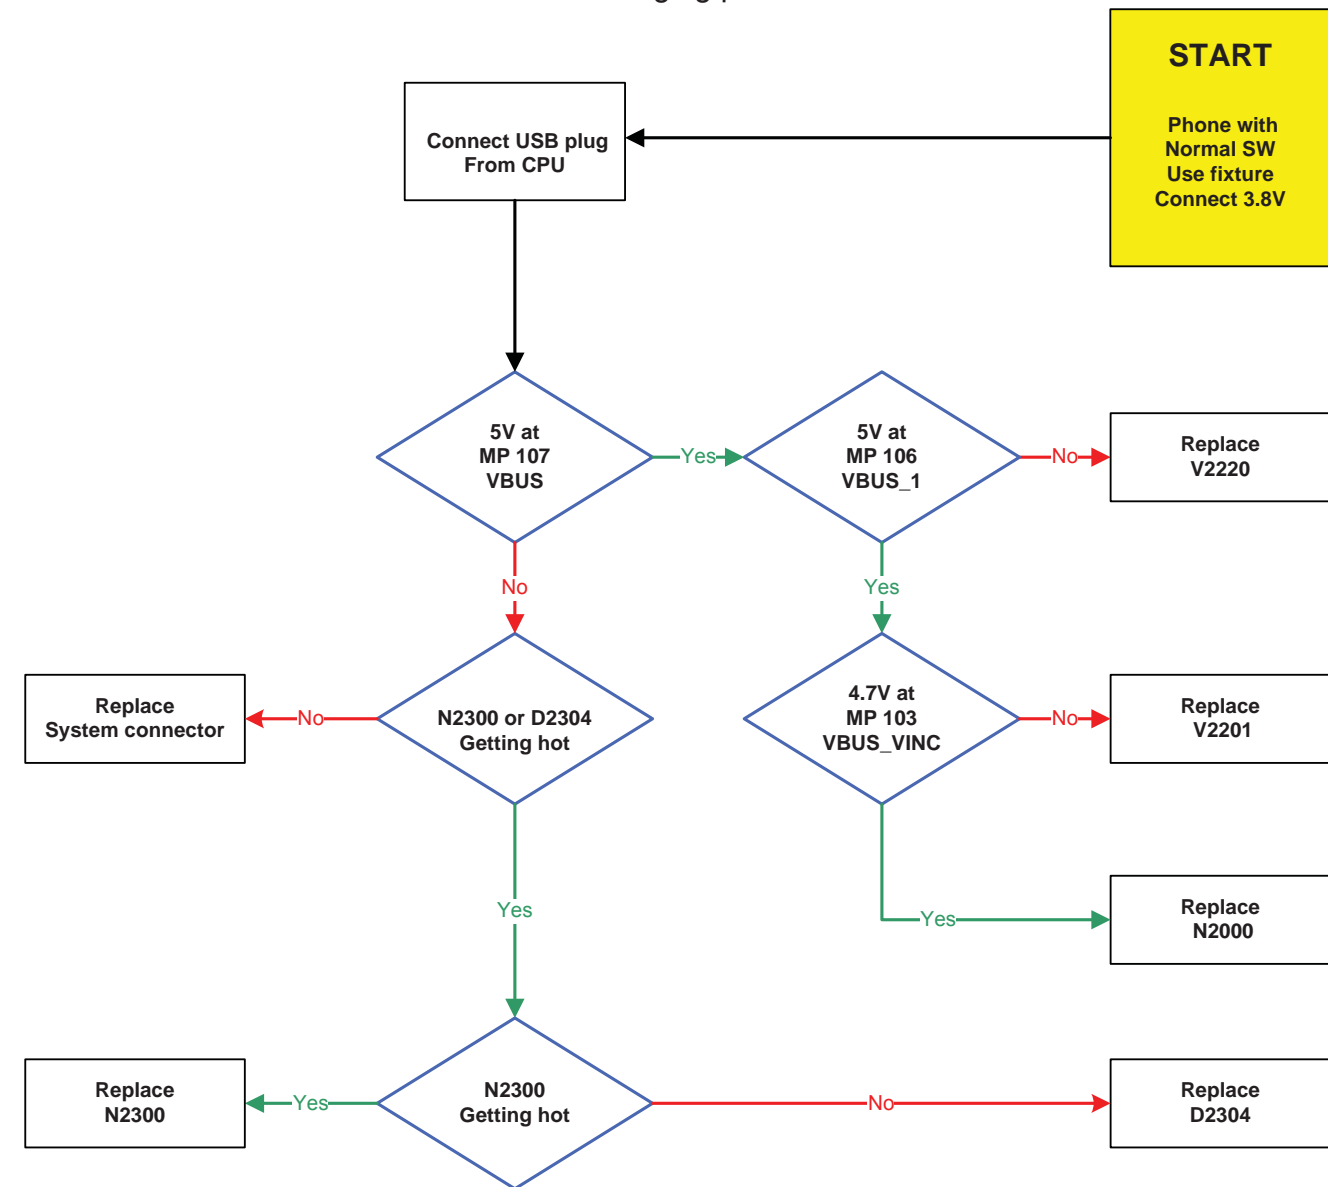 START
Phone with
Normal SW
Use fixture
Connect 3.8V
Connect USB plug
From CPU
5V at
MP 107
VBUS
Yes
5V at
MP 106
VBUS_1
No
Replace
V2220
No
Yes
Replace
System connector
No
N2300 or D2304
Getting hot
4.7V at
MP 103
VBUS_VINC
No
Replace
V2201
Yes
Yes
Replace
N2000
Replace
N2300
Yes
N2300
Getting hot
No
Replace
D2304